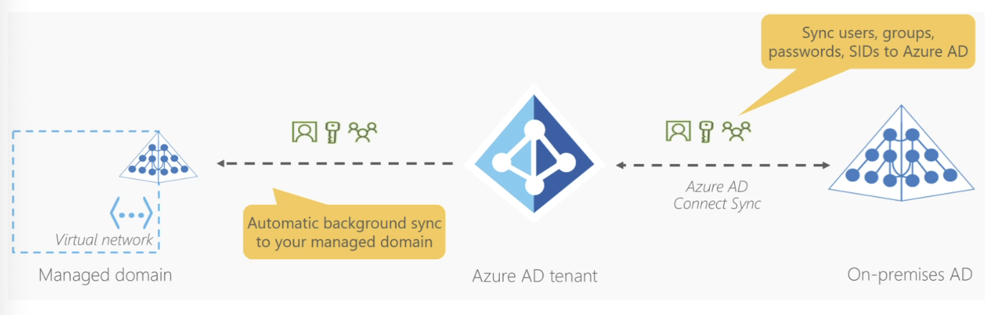 Sync users, groups,
passwords, SIDs to Azure AD
Azure AD
Connect Sync
Automatic background sync
to your managed domain
Virtual network
Managed domain
Azure AD tenant
On-premises AD